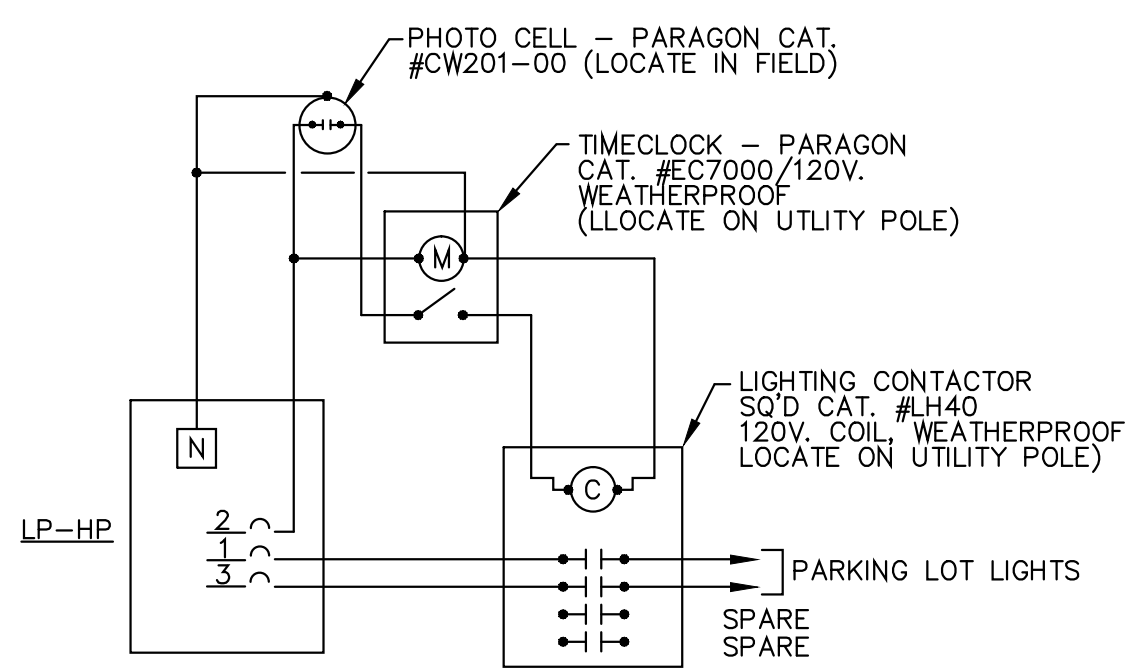 PHOTO CELL – PARAGON CAT.
#CW201–00 (LOCATE IN FIELD)
TIMECLOCK – PARAGON
CAT. #EC7000/120V.
WEATHERPROOF
(LLOCATE ON UTLITY POLE)
M
LIGHTING CONTACTOR
SQ'D CAT. #LH40
120V. COIL, WEATHERPROOF
LOCATE ON UTILITY POLE)
N
C
LP–HP
2
1
3
PARKING LOT LIGHTS
SPARE
SPARE